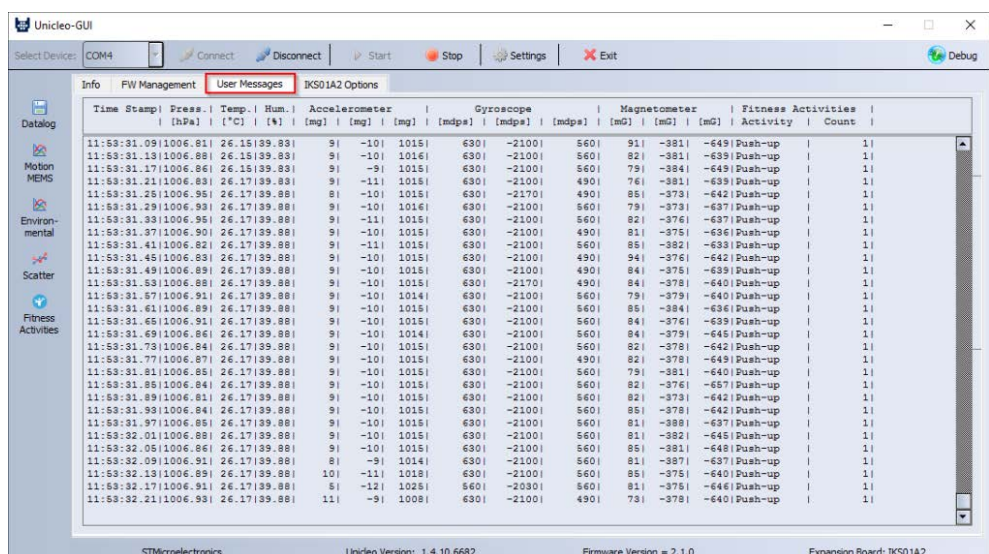 Unicleo-GUI
Select Device: COM4 Connect Disconnect Start Stop Settings Exit Debug
Info FW Management User Messages IKS01A2 Options
Datalog
Motion MEMS
Environ-mental
Scatter
Fitness Activities
Time Stamp| Press.| Temp.| Hum.| Accelerometer | Gyroscope | Magnetometer | Fitness Activities |
| [hPa] | [°C] | [%] | [mg] | [mg] | [mg] | [mdps] | [mdps] | [mdps] | [mG] | [mG] | [mG] | Activity | Count |
11:53:31.09|1006.81| 26.15|39.83| 9| -10| 1015| 630| -2100| 560| 91| -381| -649|Push-up | 1|
11:53:31.13|1006.88| 26.15|39.83| 9| -10| 1016| 630| -2100| 560| 82| -381| -639|Push-up | 1|
11:53:31.17|1006.86| 26.15|39.83| 9| -9| 1015| 630| -2100| 560| 79| -384| -649|Push-up | 1|
11:53:31.21|1006.83| 26.17|39.83| 9| -11| 1015| 630| -2100| 490| 76| -381| -639|Push-up | 1|
11:53:31.25|1006.95| 26.17|39.88| 8| -10| 1015| 630| -2170| 490| 85| -373| -642|Push-up | 1|
11:53:31.29|1006.93| 26.17|39.88| 9| -10| 1016| 630| -2100| 560| 79| -373| -637|Push-up | 1|
11:53:31.33|1006.95| 26.17|39.88| 9| -11| 1015| 630| -2100| 560| 82| -376| -637|Push-up | 1|
11:53:31.37|1006.90| 26.17|39.88| 9| -10| 1015| 630| -2100| 490| 81| -375| -636|Push-up | 1|
11:53:31.41|1006.82| 26.17|39.88| 9| -11| 1015| 630| -2100| 560| 85| -382| -633|Push-up | 1|
11:53:31.45|1006.83| 26.17|39.88| 9| -10| 1015| 630| -2100| 490| 94| -376| -642|Push-up | 1|
11:53:31.49|1006.89| 26.17|39.88| 9| -10| 1015| 630| -2100| 490| 84| -375| -639|Push-up | 1|
11:53:31.53|1006.88| 26.17|39.88| 9| -10| 1015| 630| -2170| 490| 84| -378| -640|Push-up | 1|
11:53:31.57|1006.91| 26.17|39.88| 9| -10| 1014| 630| -2100| 560| 79| -379| -640|Push-up | 1|
11:53:31.61|1006.89| 26.17|39.88| 9| -10| 1015| 630| -2100| 560| 85| -384| -636|Push-up | 1|
11:53:31.65|1006.91| 26.17|39.88| 9| -10| 1015| 630| -2100| 560| 84| -376| -639|Push-up | 1|
11:53:31.69|1006.86| 26.17|39.88| 9| -10| 1014| 630| -2100| 560| 84| -379| -645|Push-up | 1|
11:53:31.73|1006.84| 26.17|39.88| 9| -10| 1015| 630| -2100| 560| 82| -378| -642|Push-up | 1|
11:53:31.77|1006.87| 26.17|39.88| 9| -10| 1015| 630| -2100| 490| 82| -378| -649|Push-up | 1|
11:53:31.81|1006.85| 26.17|39.88| 9| -10| 1015| 630| -2100| 560| 79| -381| -640|Push-up | 1|
11:53:31.85|1006.84| 26.17|39.88| 9| -10| 1015| 630| -2100| 560| 82| -376| -657|Push-up | 1|
11:53:31.89|1006.81| 26.17|39.88| 9| -10| 1015| 630| -2100| 560| 82| -373| -642|Push-up | 1|
11:53:31.93|1006.84| 26.17|39.88| 9| -10| 1015| 630| -2100| 560| 85| -378| -642|Push-up | 1|
11:53:31.97|1006.85| 26.17|39.88| 9| -10| 1015| 630| -2100| 560| 81| -388| -637|Push-up | 1|
11:53:32.01|1006.88| 26.17|39.88| 9| -10| 1015| 630| -2100| 560| 81| -382| -645|Push-up | 1|
11:53:32.05|1006.86| 26.17|39.88| 9| -10| 1015| 630| -2100| 560| 85| -381| -648|Push-up | 1|
11:53:32.09|1006.91| 26.17|39.88| 8| -9| 1014| 630| -2100| 560| 81| -387| -637|Push-up | 1|
11:53:32.13|1006.89| 26.17|39.88| 10| -11| 1018| 630| -2100| 560| 85| -375| -640|Push-up | 1|
11:53:32.17|1006.91| 26.17|39.88| 5| -12| 1025| 560| -2030| 560| 81| -375| -646|Push-up | 1|
11:53:32.21|1006.93| 26.17|39.88| 11| -9| 1008| 630| -2100| 490| 73| -378| -640|Push-up | 1|
STMicroelectronics Unicleo Version: 1.4.10.6682 Firmware Version = 2.1.0 Expansion Board: IKS01A2